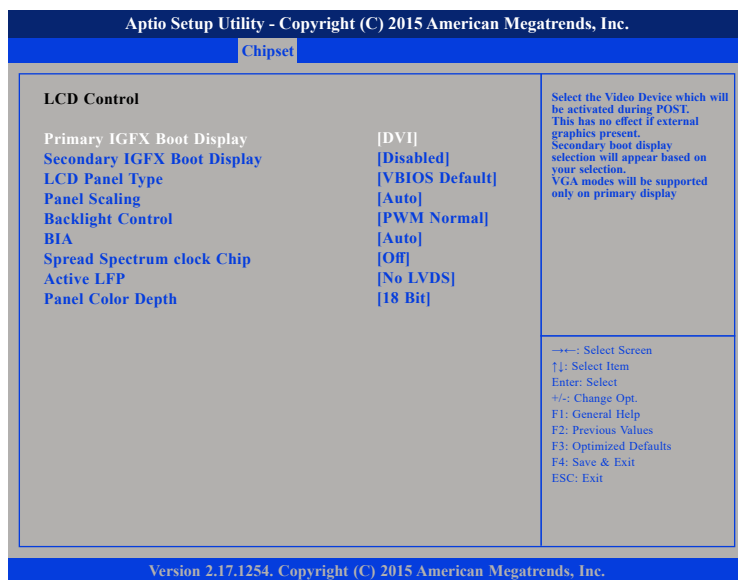 Aptio Setup Utility - Copyright (C) 2015 American Megatrends, Inc.
Chipset
LCD Control
Primary IGFX Boot Display [DVI]
Secondary IGFX Boot Display [Disabled]
LCD Panel Type [VBIOS Default]
Panel Scaling [Auto]
Backlight Control [PWM Normal]
BIA [Auto]
Spread Spectrum clock Chip [Off]
Active LFP [No LVDS]
Panel Color Depth [18 Bit]
Select the Video Device which will
be activated during POST.
This has no effect if external
graphics present.
Secondary boot display
selection will appear based on
your selection.
VGA modes will be supported
only on primary display
→←: Select Screen
↑↓: Select Item
Enter: Select
+/-: Change Opt.
F1: General Help
F2: Previous Values
F3: Optimized Defaults
F4: Save & Exit
ESC: Exit
Version 2.17.1254. Copyright (C) 2015 American Megatrends, Inc.